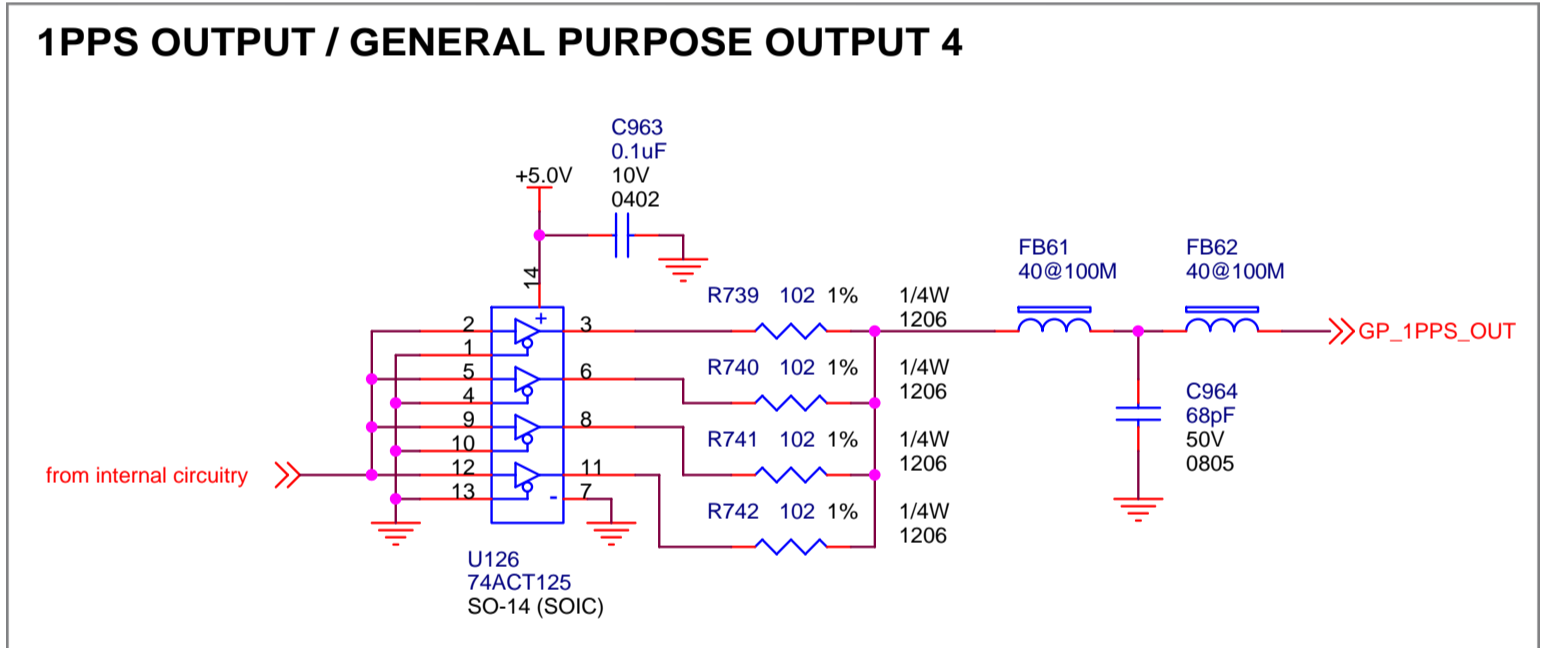 1PPS OUTPUT / GENERAL PURPOSE OUTPUT 4
C963
0.1uF
10V
0402
+5.0V
14
FB61
40@100M
FB62
40@100M
R739 102 1% 1/4W
1206
2
+
3
GP_1PPS_OUT
1
R740 102 1% 1/4W
1206
5
6
4
C964
68pF
50V
0805
9
8
10
R741 102 1% 1/4W
1206
from internal circuitry
12
11
13
-
7
R742 102 1% 1/4W
1206
U126
74ACT125
SO-14 (SOIC)